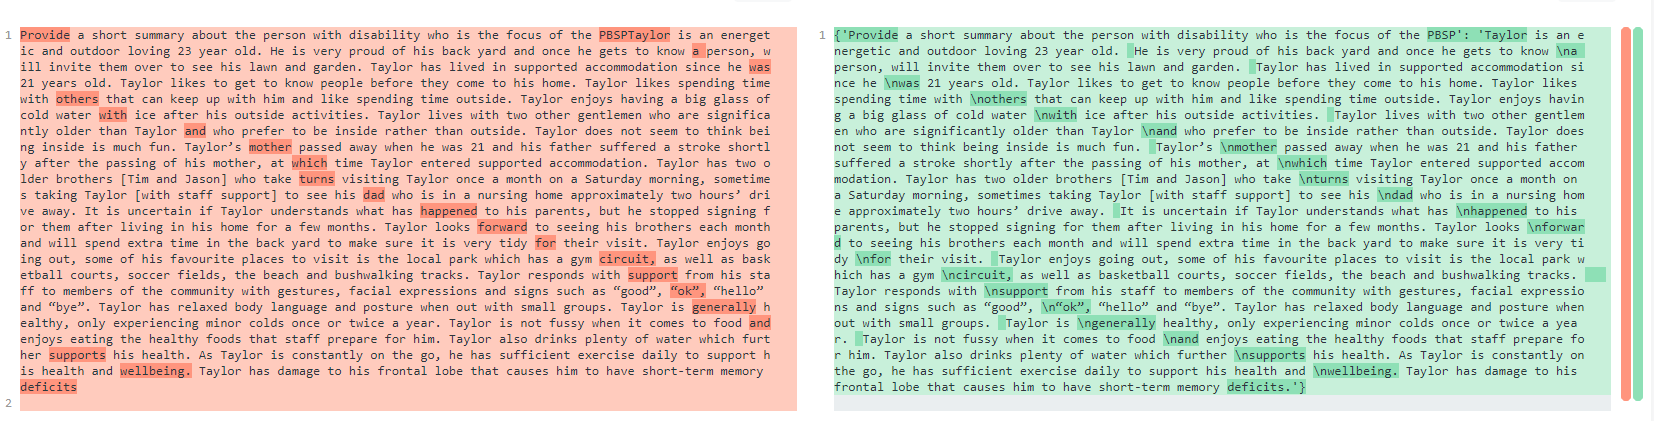 1
Provide a short summary about the person with disability who is the focus of the PBSPTaylor is an energet
ic and outdoor loving 23 year old. He is very proud of his back yard and once he gets to know a person, w
ill invite them over to see his lawn and garden. Taylor has lived in supported accommodation since he was
21 years old. Taylor likes to get to know people before they come to his home. Taylor likes spending time
with others that can keep up with him and like spending time outside. Taylor enjoys having a big glass of
cold water with ice after his outside activities. Taylor lives with two other gentlemen who are significa
ntly older than Taylor and who prefer to be inside rather than outside. Taylor does not seem to think bei
ng inside is much fun. Taylor’s mother passed away when he was 21 and his father suffered a stroke shortl
y after the passing of his mother, at which time Taylor entered supported accommodation. Taylor has two o
lder brothers [Tim and Jason] who take turns visiting Taylor once a month on a Saturday morning, sometime
s taking Taylor [with staff support] to see his dad who is in a nursing home approximately two hours’ dri
ve away. It is uncertain if Taylor understands what has happened to his parents, but he stopped signing f
or them after living in his home for a few months. Taylor looks forward to seeing his brothers each month
and will spend extra time in the back yard to make sure it is very tidy for their visit. Taylor enjoys go
ing out, some of his favourite places to visit is the local park which has a gym circuit, as well as bask
etball courts, soccer fields, the beach and bushwalking tracks. Taylor responds with support from his sta
ff to members of the community with gestures, facial expressions and signs such as “good”, “ok”, “hello”
and “bye”. Taylor has relaxed body language and posture when out with small groups. Taylor is generally h
ealthy, only experiencing minor colds once or twice a year. Taylor is not fussy when it comes to food and
enjoys eating the healthy foods that staff prepare for him. Taylor also drinks plenty of water which furt
her supports his health. As Taylor is constantly on the go, he has sufficient exercise daily to support h
is health and wellbeing. Taylor has damage to his frontal lobe that causes him to have short-term memory
deficits
2
1
{'Provide a short summary about the person with disability who is the focus of the PBSP': 'Taylor is an e
nergetic and outdoor loving 23 year old. He is very proud of his back yard and once he gets to know \na
person, will invite them over to see his lawn and garden. Taylor has lived in supported accommodation si
nce he \nwas 21 years old. Taylor likes to get to know people before they come to his home. Taylor likes
spending time with \nothers that can keep up with him and like spending time outside. Taylor enjoys havin
g a big glass of cold water \nwith ice after his outside activities. Taylor lives with two other gentlem
en who are significantly older than Taylor \nand who prefer to be inside rather than outside. Taylor does
not seem to think being inside is much fun. Taylor’s \nmother passed away when he was 21 and his father
suffered a stroke shortly after the passing of his mother, at \nwhich time Taylor entered supported accom
modation. Taylor has two older brothers [Tim and Jason] who take \nturns visiting Taylor once a month on
a Saturday morning, sometimes taking Taylor [with staff support] to see his \ndad who is in a nursing hom
e approximately two hours’ drive away. It is uncertain if Taylor understands what has \nhappened to his
parents, but he stopped signing for them after living in his home for a few months. Taylor looks \nforwar
d to seeing his brothers each month and will spend extra time in the back yard to make sure it is very ti
dy \nfor their visit. Taylor enjoys going out, some of his favourite places to visit is the local park w
hich has a gym \ncircuit, as well as basketball courts, soccer fields, the beach and bushwalking tracks.
Taylor responds with \nsupport from his staff to members of the community with gestures, facial expressio
ns and signs such as “good”, \n“ok”, “hello” and “bye”. Taylor has relaxed body language and posture when
out with small groups. Taylor is \ngenerally healthy, only experiencing minor colds once or twice a yea
r. Taylor is not fussy when it comes to food \nand enjoys eating the healthy foods that staff prepare fo
r him. Taylor also drinks plenty of water which further \nsupports his health. As Taylor is constantly on
the go, he has sufficient exercise daily to support his health and \nwellbeing. Taylor has damage to his
frontal lobe that causes him to have short-term memory deficits.'}